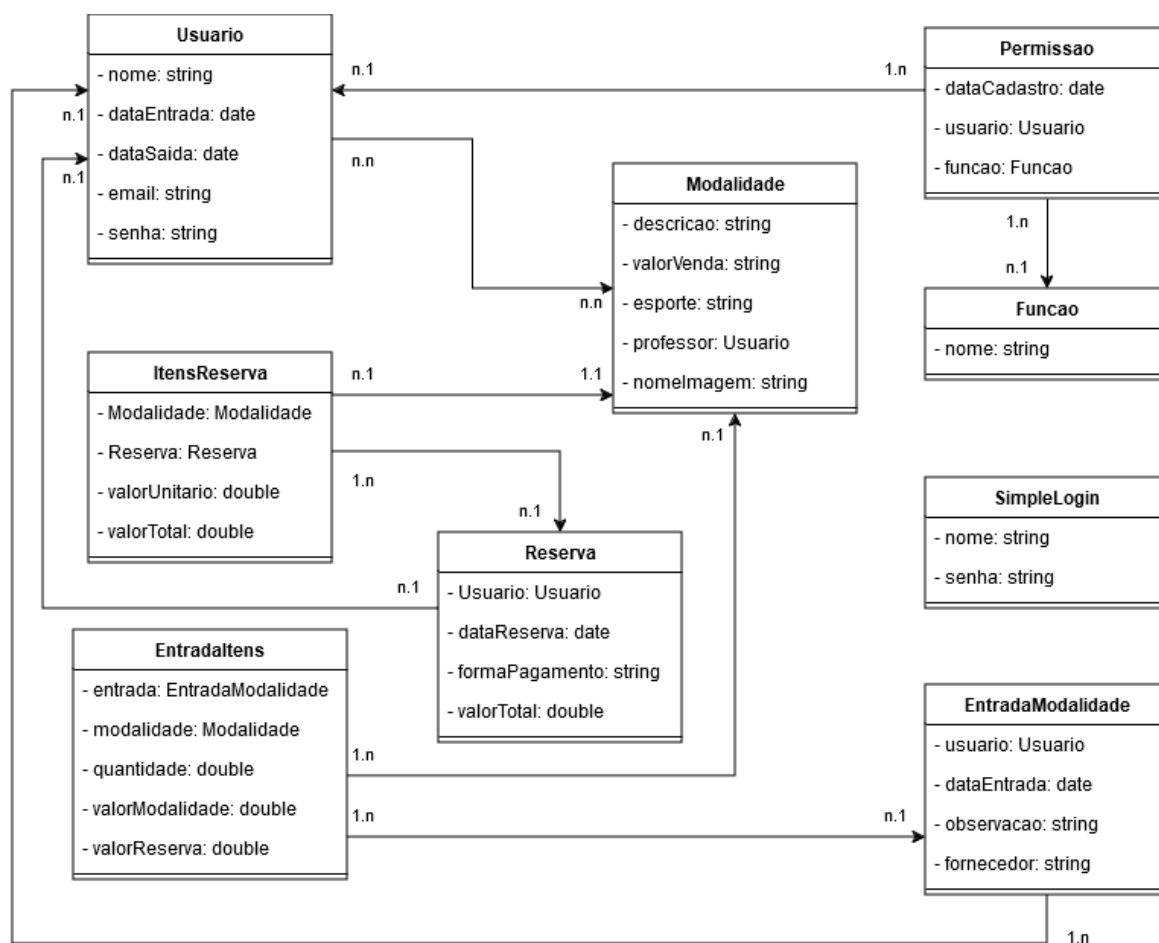 Usuario
- nome: string
- dataEntrada: date
- dataSaida: date
- email: string
- senha: string
n.1
n.1
n.1
1.n
n.n
n.n
Permissao
- dataCadastro: date
- usuario: Usuario
- funcao: Funcao
1.n
n.1
Modalidade
- descricao: string
- valorVenda: string
- esporte: string
- professor: Usuario
- nomeImagem: string
Funcao
- nome: string
ItensReserva
- Modalidade: Modalidade
- Reserva: Reserva
- valorUnitario: double
- valorTotal: double
n.1
1.1
1.n
n.1
n.1
SimpleLogin
- nome: string
- senha: string
Reserva
- Usuario: Usuario
- dataReserva: date
- formaPagamento: string
- valorTotal: double
n.1
EntradaItens
- entrada: EntradaModalidade
- modalidade: Modalidade
- quantidade: double
- valorModalidade: double
- valorReserva: double
1.n
1.n
n.1
EntradaModalidade
- usuario: Usuario
- dataEntrada: date
- observacao: string
- fornecedor: string
1.n